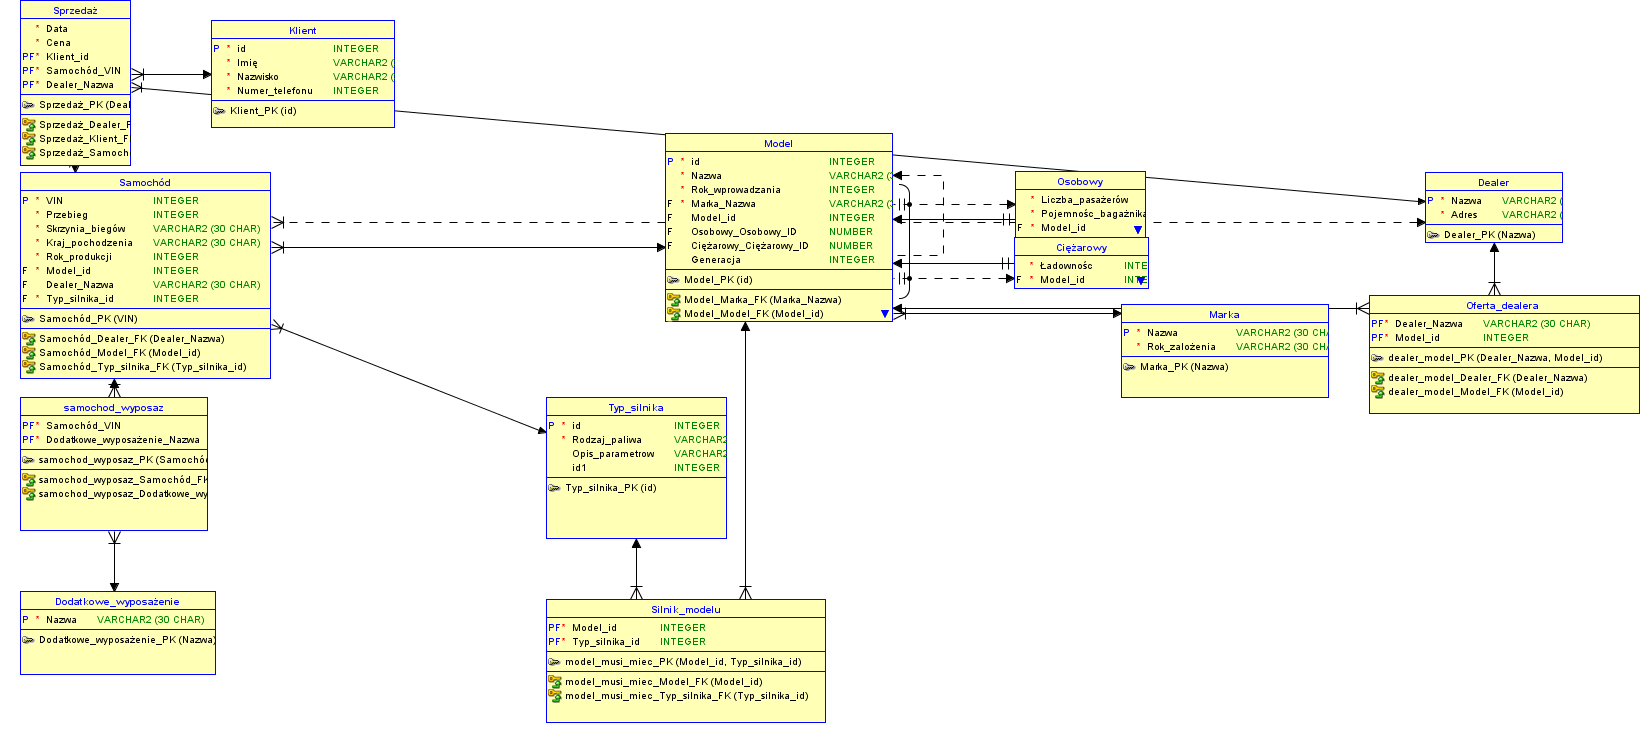 Sprzedaż
* Data
* Cena
PF* Klient_id
PF* Samochód_VIN
PF* Dealer_Nazwa
Sprzedaż_PK (Deal
Sprzedaż_Dealer_F
Sprzedaż_Klient_F
Sprzedaż_Samoch
Klient
P * id INTEGER
* Imię VARCHAR2 (
* Nazwisko VARCHAR2 (
* Numer_telefonu INTEGER
Klient_PK (id)
Samochód
P * VIN INTEGER
* Przebieg INTEGER
* Skrzynia_biegów VARCHAR2 (30 CHAR)
* Kraj_pochodzenia VARCHAR2 (30 CHAR)
* Rok_produkcji INTEGER
F * Model_id INTEGER
F Dealer_Nazwa VARCHAR2 (30 CHAR)
F * Typ_silnika_id INTEGER
Samochód_PK (VIN)
Samochód_Dealer_FK (Dealer_Nazwa)
Samochód_Model_FK (Model_id)
Samochód_Typ_silnika_FK (Typ_silnika_id)
Model
P * id INTEGER
* Nazwa VARCHAR2 (3
* Rok_wprowadzania INTEGER
F * Marka_Nazwa VARCHAR2 (3
F Model_id INTEGER
F Osobowy_Osobowy_ID NUMBER
F Ciężarowy_Ciężarowy_ID NUMBER
Generacja INTEGER
Model_PK (id)
Model_Marka_FK (Marka_Nazwa)
Model_Model_FK (Model_id)
Osobowy
* Liczba_pasażerów
* Pojemność_bagażnika
F * Model_id
Ciężarowy
* Ładowność INTE
F * Model_id INTE
Dealer
P * Nazwa VARCHAR2 (
* Adres VARCHAR2 (
Dealer_PK (Nazwa)
Marka
P * Nazwa VARCHAR2 (30 CHA
* Rok_założenia VARCHAR2 (30 CHA
Marka_PK (Nazwa)
Oferta_dealera
PF* Dealer_Nazwa VARCHAR2 (30 CHAR)
PF* Model_id INTEGER
dealer_model_PK (Dealer_Nazwa, Model_id)
dealer_model_Dealer_FK (Dealer_Nazwa)
dealer_model_Model_FK (Model_id)
samochod_wyposaz
PF* Samochód_VIN
PF* Dodatkowe_wyposażenie_Nazwa
samochod_wyposaz_PK (Samochód
samochod_wyposaz_Samochód_FK
samochod_wyposaz_Dodatkowe_wy
Typ_silnika
P * id INTEGER
* Rodzaj_paliwa VARCHAR2
Opis_parametrow VARCHAR2
id1 INTEGER
Typ_silnika_PK (id)
Dodatkowe_wyposażenie
P * Nazwa VARCHAR2 (30 CHAR)
Dodatkowe_wyposażenie_PK (Nazwa)
Silnik_modelu
PF* Model_id INTEGER
PF* Typ_silnika_id INTEGER
model_musi_miec_PK (Model_id, Typ_silnika_id)
model_musi_miec_Model_FK (Model_id)
model_musi_miec_Typ_silnika_FK (Typ_silnika_id)